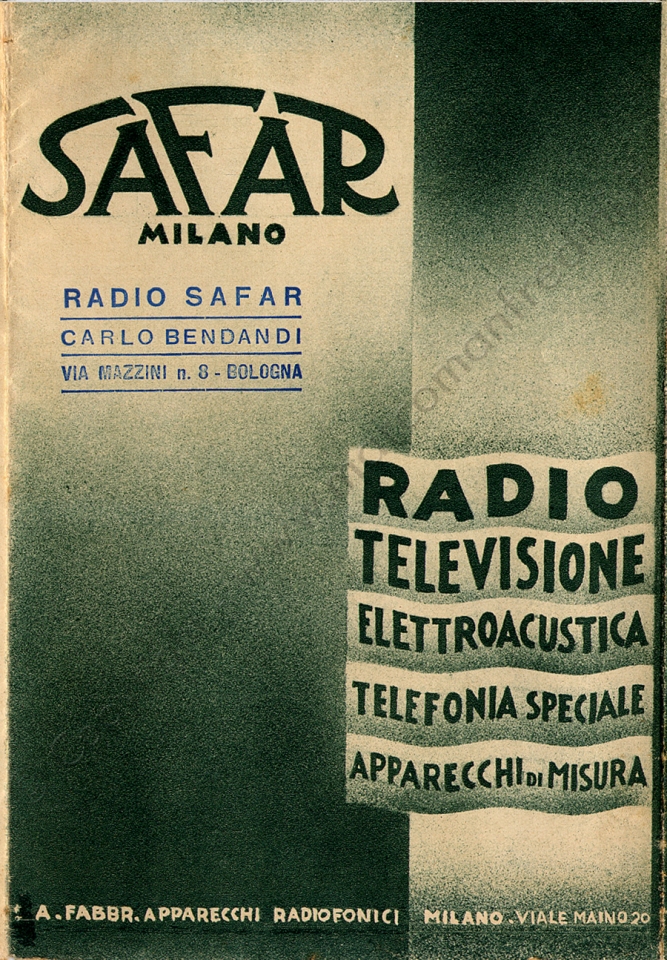 SAFAR
MILANO
RADIO SAFAR
CARLO BENDANDI
VIA MAZZINI n. 8 - BOLOGNA
RADIO
TELEVISIONE
ELETTROACUSTICA
TELEFONIA SPECIALE
APPARECCHI DI MISURA
A. FABBR. APPARECCHI RADIOFONICI MILANO. VIALE MAINO 20